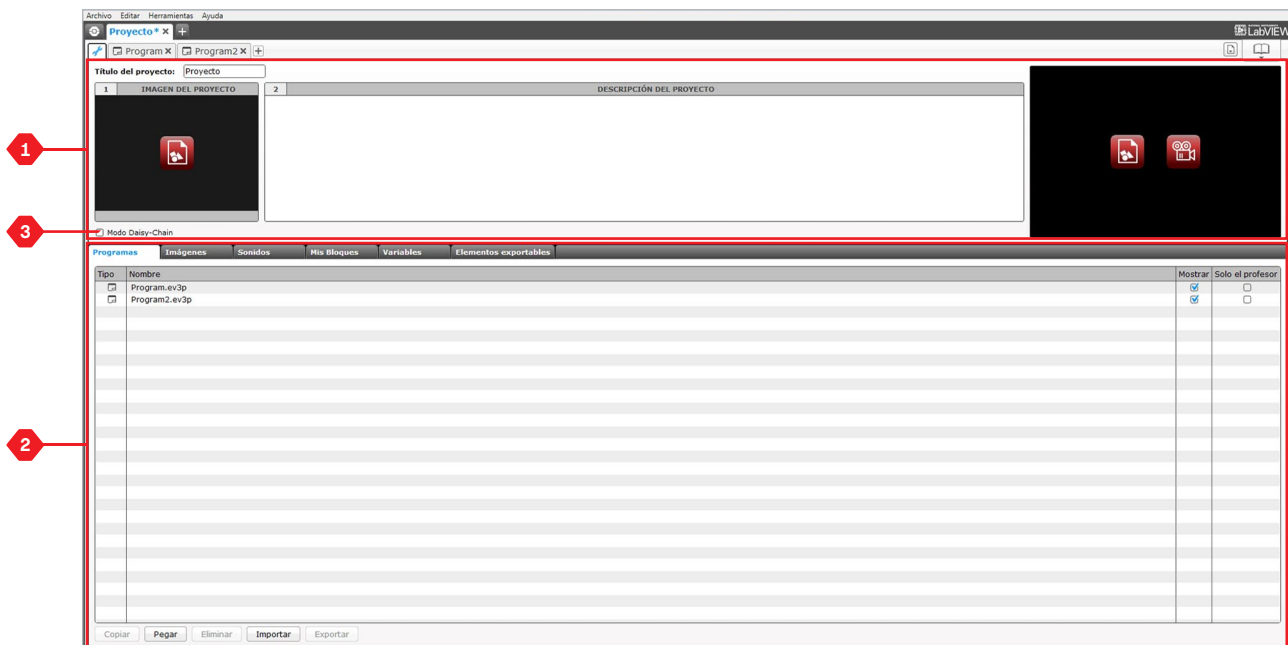 Archivo Editar Herramientas Ayuda
Proyecto* × +
LabVIEW
Program × Program2 × +
Título del proyecto: Proyecto
1 IMAGEN DEL PROYECTO 2 DESCRIPCIÓN DEL PROYECTO
1
3
Modo Daisy-Chain
Programas Imágenes Sonidos Mis Bloques Variables Elementos exportables
Tipo Nombre Mostrar Solo el profesor
Program.ev3p
Program2.ev3p
2
Copiar Pegar Eliminar Importar Exportar